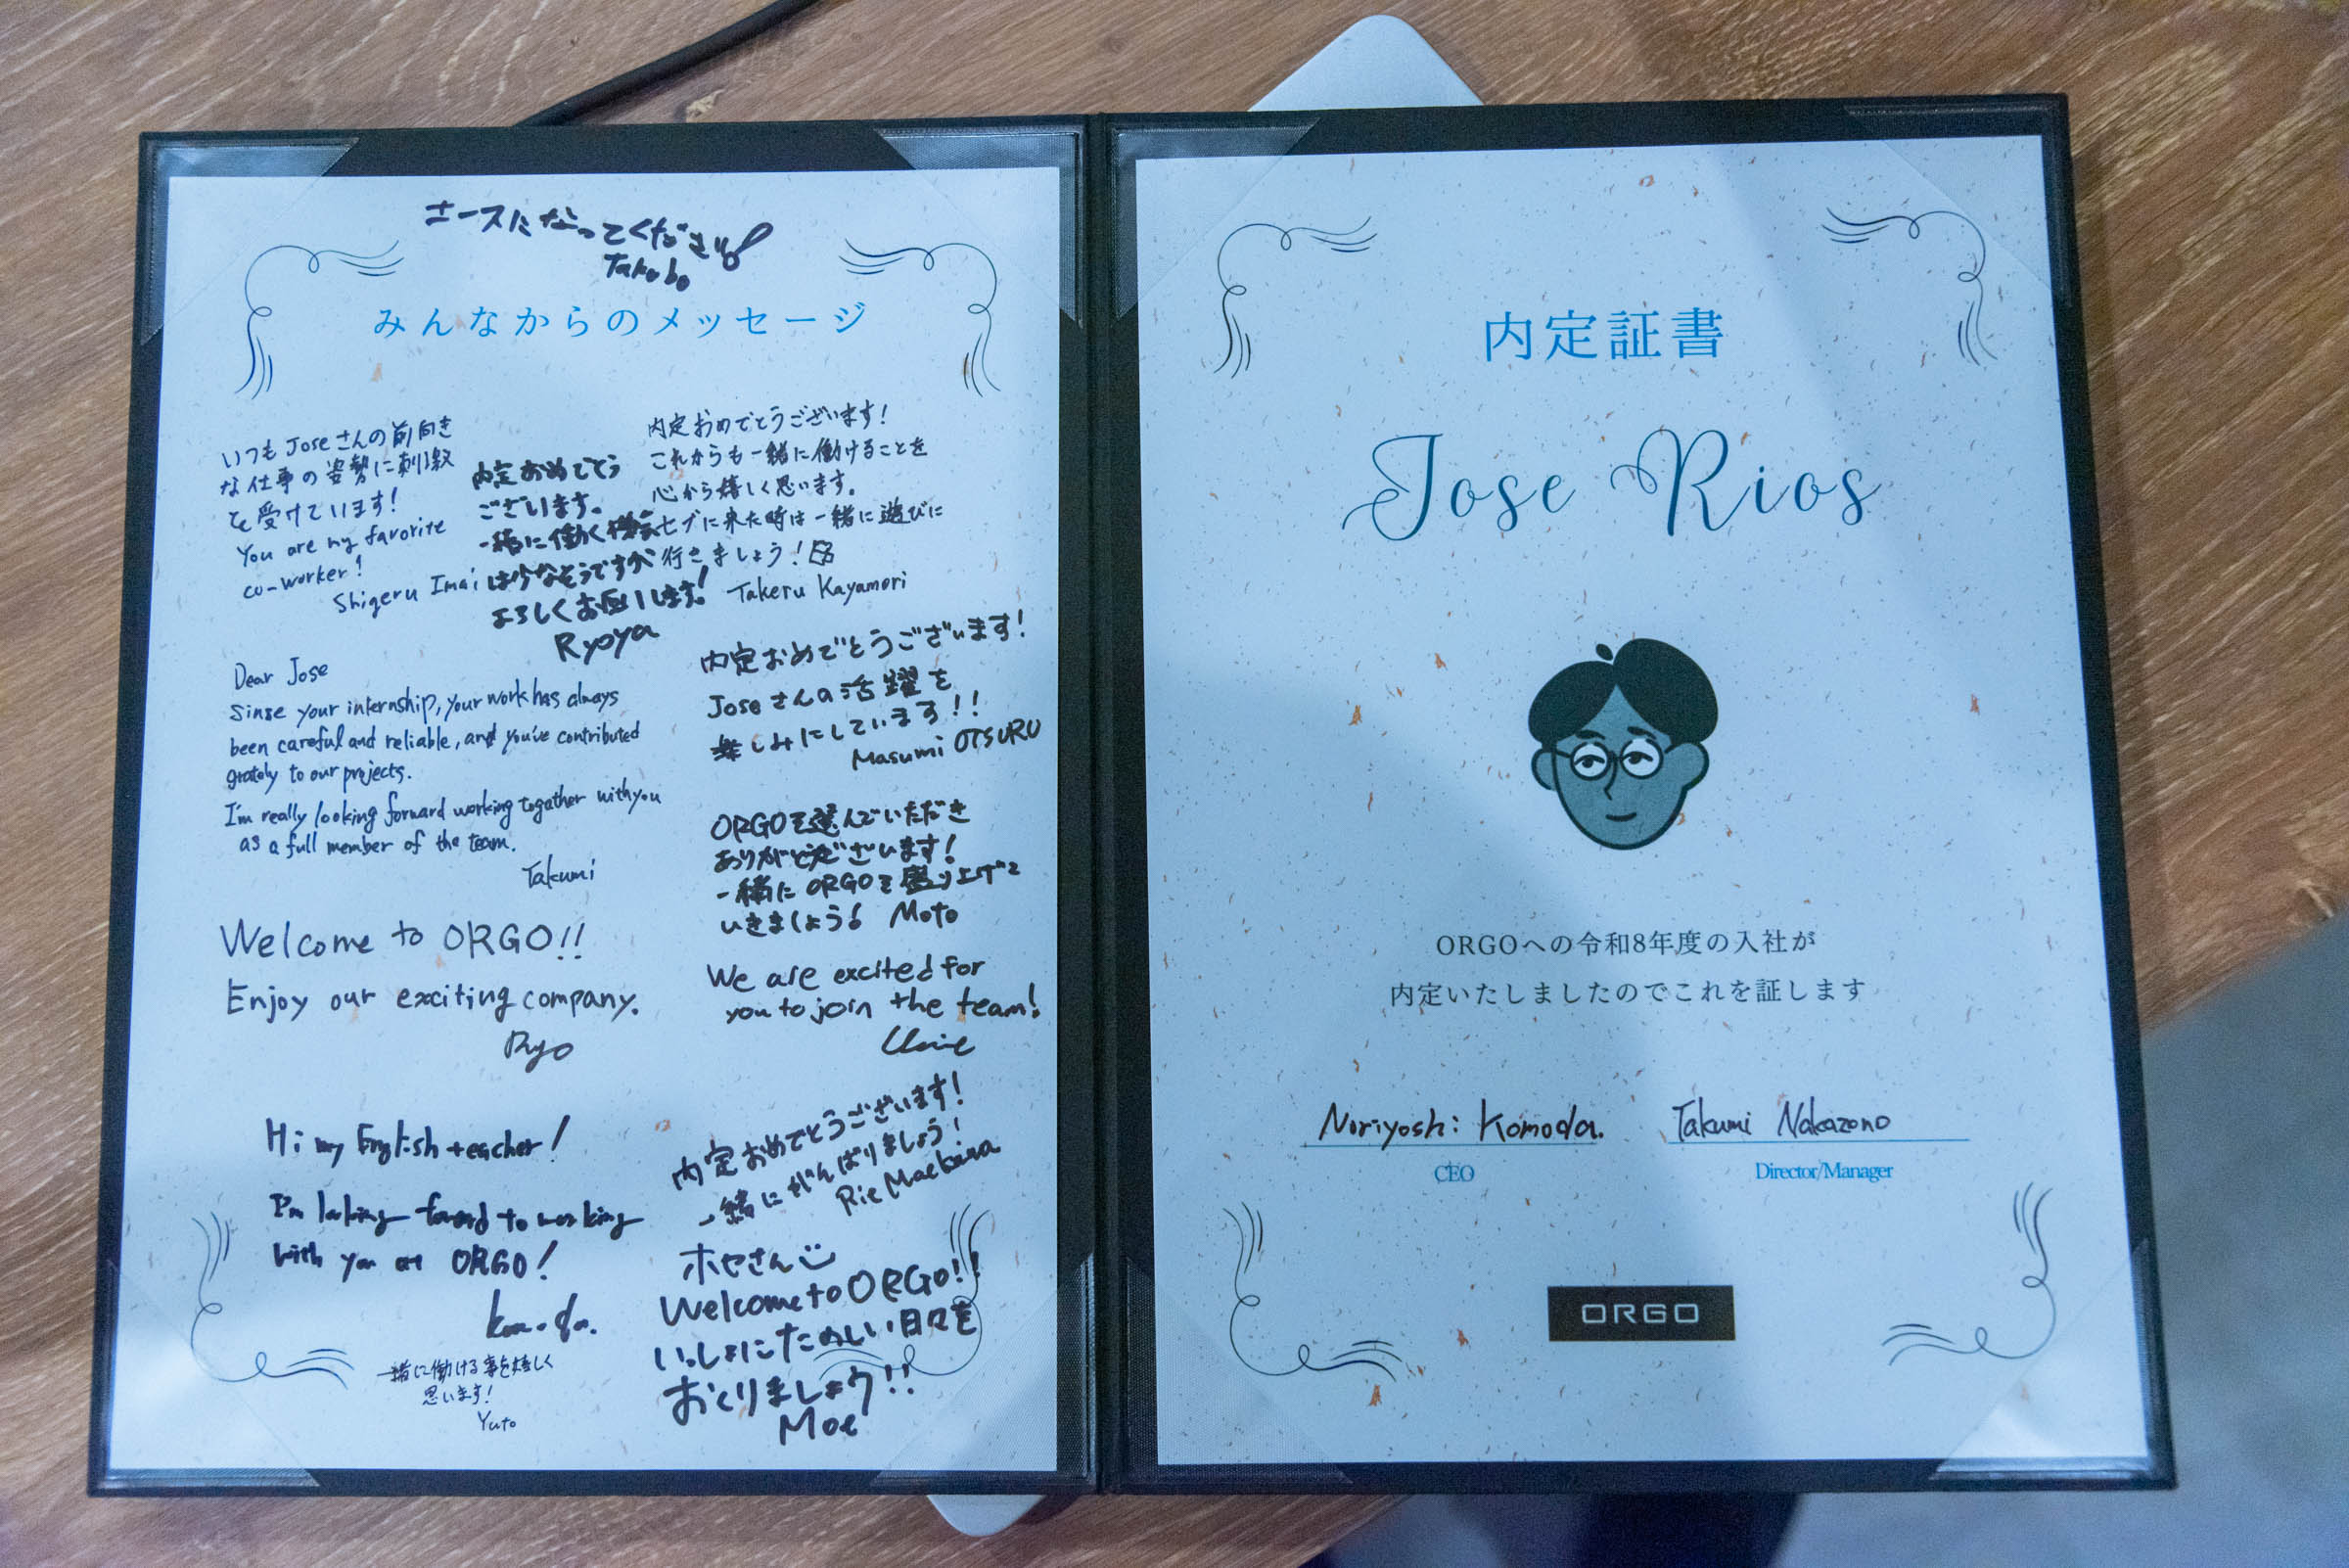 エースになってください!
Takabo
みんなからのメッセージ
いつもJoseさんの前向き
な仕事の姿勢に刺激
を受けています!
You are my favorite
co-worker!
Shigeru Imai
内定おめでとう
ございます。
一緒に働く機会
は少なそうですが
よろしくお願いします!
Ryoya
内定おめでとうございます!
これからも一緒に働けることを
心から嬉しく思います。
セブに来た時は一緒に遊びに
行きましょう!
Takeru Kayamori
Dear Jose
Sinse your internship, your work has always
been careful and reliable, and you've contributed
grately to our projects.
I'm really looking forward working together with you
as a full member of the team.
Takumi
内定おめでとうございます!
Joseさんの活躍を
楽しみにしています!!
Masumi OTSURU
ORGOを選んでいただき
ありがとうございます!
一緒にORGOを盛り上げて
いきましょう! Moto
Welcome to ORGO!!
Enjoy our exciting company.
Ryo
We are excited for
you to join the team!
Hi my English teacher!
I'm looking forward to working
with you at ORGO!
内定おめでとうございます!
一緒にがんばりましょう!
Rie Maehara
ホセさん
Welcome to ORGO!!
いっしょにたのしい日々を
おくりましょう!!
Moe
一緒に働ける事を嬉しく
思います!
Yuto
内定証書
Jose Rios
ORGOへの令和8年度の入社が
内定いたしましたのでこれを証します
Noriyoshi Komoda. Takumi Nakazono
CEO Director/Manager
ORGO